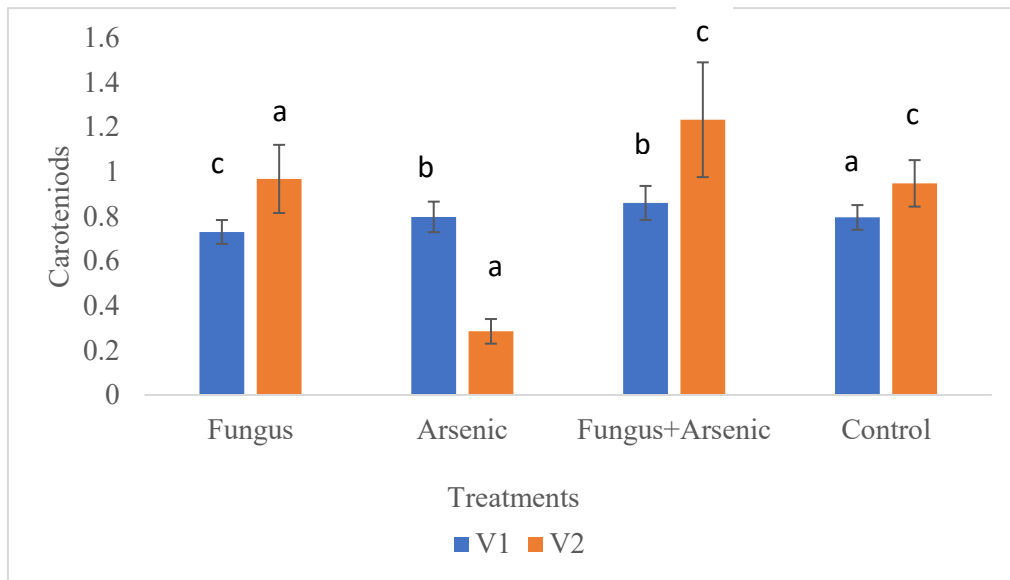 Caroteniods
1.6
1.4
1.2
1
0.8
0.6
0.4
0.2
0
c
a
b
a
b
c
a
c
Fungus
Arsenic
Fungus+Arsenic
Control
Treatments
V1
V2